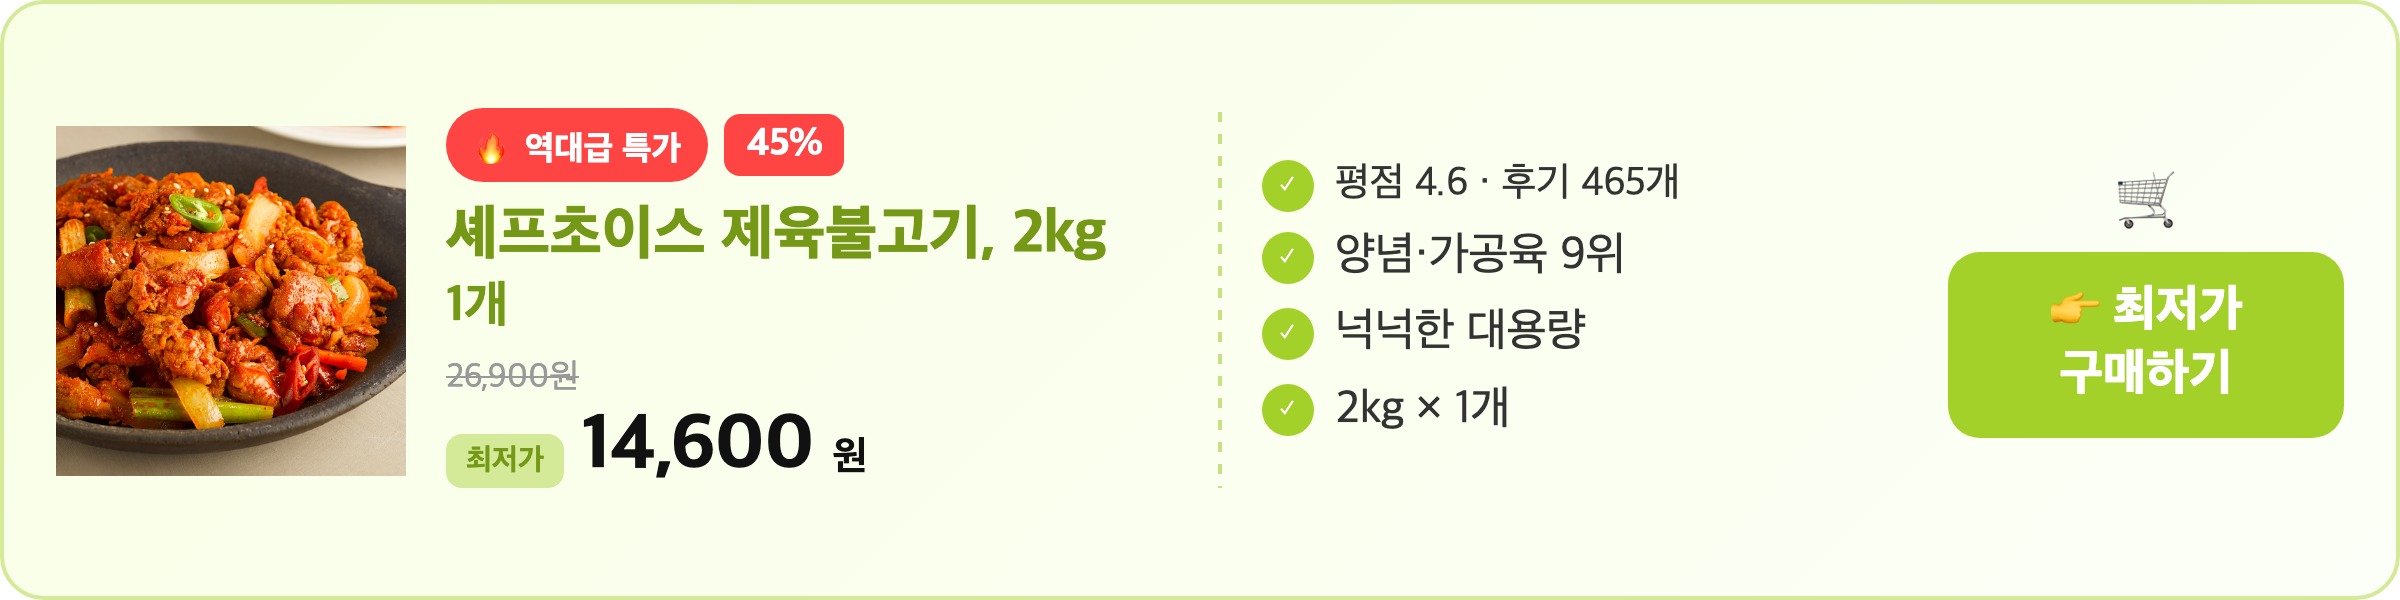 🔥 역대급 특가 45%
셰프초이스 제육불고기, 2kg
1개
26,900원
최저가 14,600 원
✓ 평점 4.6 · 후기 465개
✓ 양념·가공육 9위
✓ 넉넉한 대용량
✓ 2kg × 1개
👉 최저가
구매하기